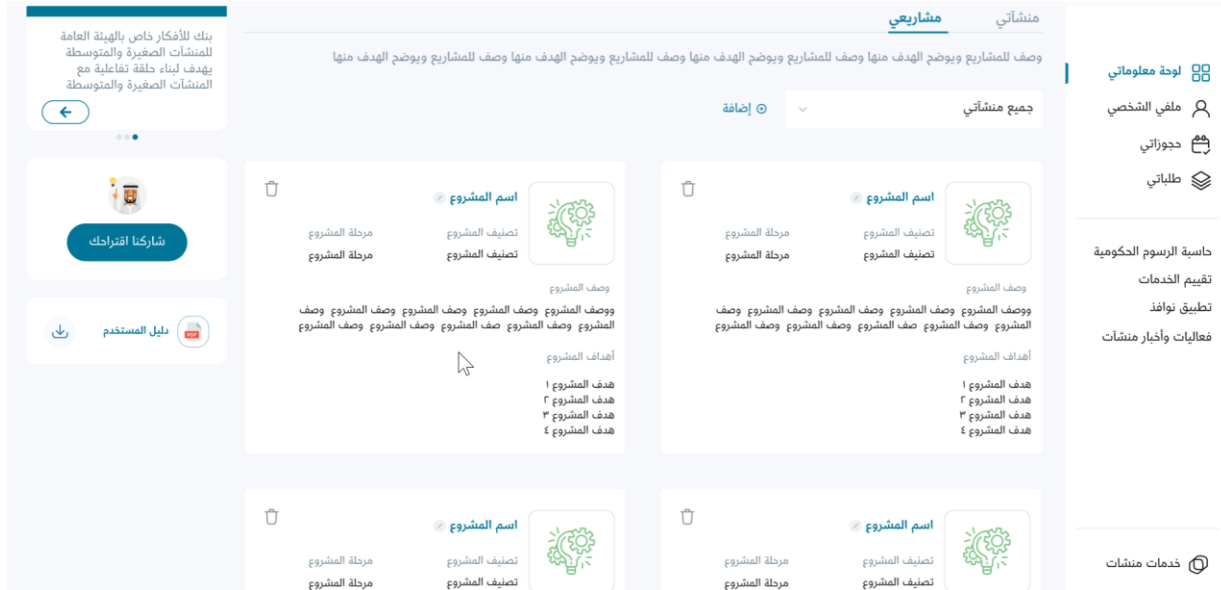 لوحة معلوماتي
ملفي الشخصي
حجوزاتي
طلباتي
حاسبة الرسوم الحكومية
تقييم الخدمات
تطبيق نوافذ
فعاليات وأخبار منشآت
خدمات منشات
منشآتي
مشاريعي
وصف للمشاريع ويوضح الهدف منها وصف للمشاريع ويوضح الهدف منها وصف للمشاريع ويوضح الهدف منها وصف للمشاريع ويوضح الهدف منها
جميع منشآتي
إضافة
اسم المشروع
تصنيف المشروع
مرحلة المشروع
تصنيف المشروع
مرحلة المشروع
وصف المشروع
ووصف المشروع وصف المشروع وصف المشروع وصف المشروع وصف
المشروع وصف المشروع صف المشروع وصف المشروع وصف المشروع
أهداف المشروع
هدف المشروع ١
هدف المشروع ٢
هدف المشروع ٣
هدف المشروع ٤
اسم المشروع
تصنيف المشروع
مرحلة المشروع
تصنيف المشروع
مرحلة المشروع
وصف المشروع
ووصف المشروع وصف المشروع وصف المشروع وصف المشروع وصف
المشروع وصف المشروع صف المشروع وصف المشروع وصف المشروع
أهداف المشروع
هدف المشروع ١
هدف المشروع ٢
هدف المشروع ٣
هدف المشروع ٤
اسم المشروع
تصنيف المشروع
مرحلة المشروع
تصنيف المشروع
مرحلة المشروع
اسم المشروع
تصنيف المشروع
مرحلة المشروع
تصنيف المشروع
مرحلة المشروع
بنك للأفكار خاص بالهيئة العامة
للمنشآت الصغيرة والمتوسطة
يهدف لبناء حلقة تفاعلية مع
المنشآت الصغيرة والمتوسطة
شاركنا اقتراحك
دليل المستخدم
PDF